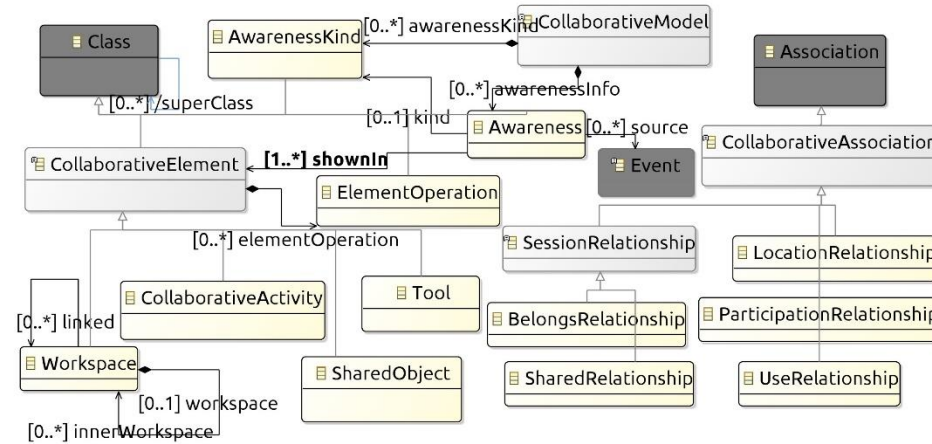 Class
AwarenessKind
[0..*] awarenessKind
CollaborativeModel
Association
[0..*] /superClass
[0..1] kind
[0..*] awarenessInfo
Awareness
[0..*] source
CollaborativeElement
[1..*] shownIn
Event
CollaborativeAssociation
ElementOperation
[0..*] elementOperation
SessionRelationship
LocationRelationship
CollaborativeActivity
Tool
[0..*] linked
BelongsRelationship
ParticipationRelationship
Workspace
SharedObject
SharedRelationship
UseRelationship
[0..1] workspace
[0..*] innerWorkspace